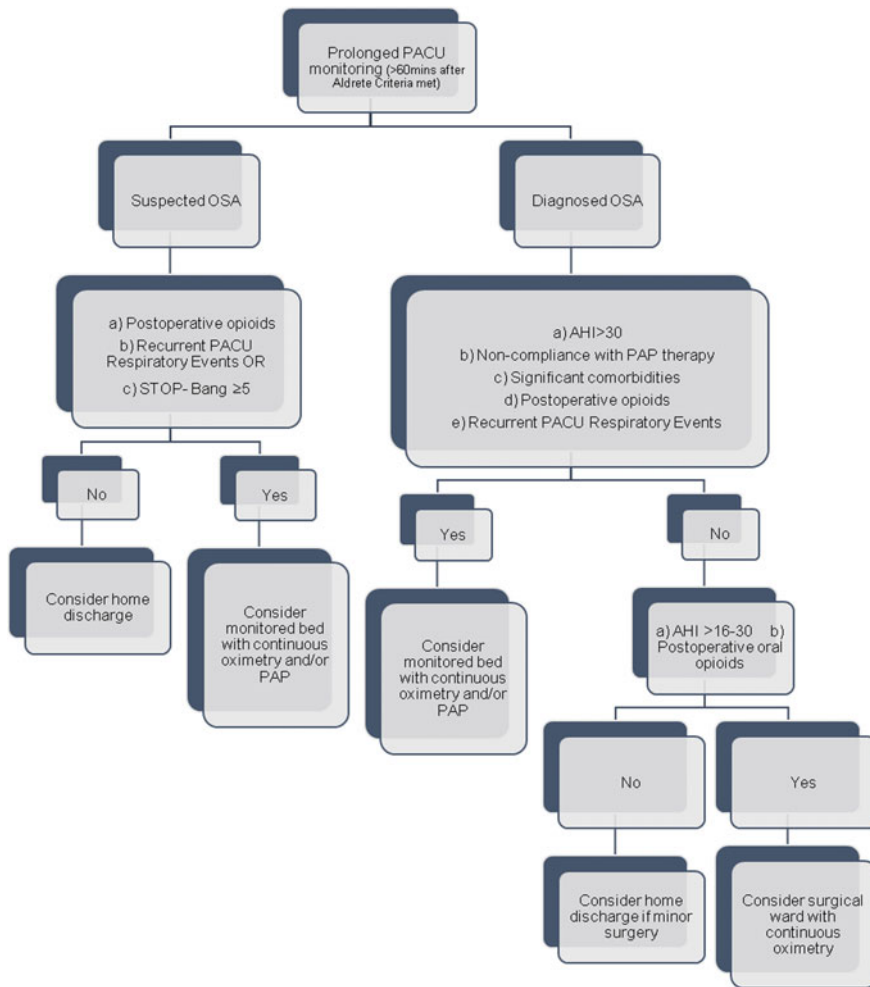 Prolonged PACU
monitoring (>60mins after
Aldrete Criteria met)
Suspected OSA
Diagnosed OSA
a) Postoperative opioids
b) Recurrent PACU
Respiratory Events OR
c) STOP- Bang ≥5
a) AHI>30
b) Non-compliance with PAP therapy
c) Significant comorbidities
d) Postoperative opioids
e) Recurrent PACU Respiratory Events
No
Yes
Yes
No
Consider home
discharge
Consider
monitored bed
with continuous
oximetry and/or
PAP
Consider
monitored bed
with continuous
oximetry and/or
PAP
a) AHI >16-30 b)
Postoperative oral
opioids
No
Yes
Consider home
discharge if minor
surgery
Consider surgical
ward with
continuous
oximetry